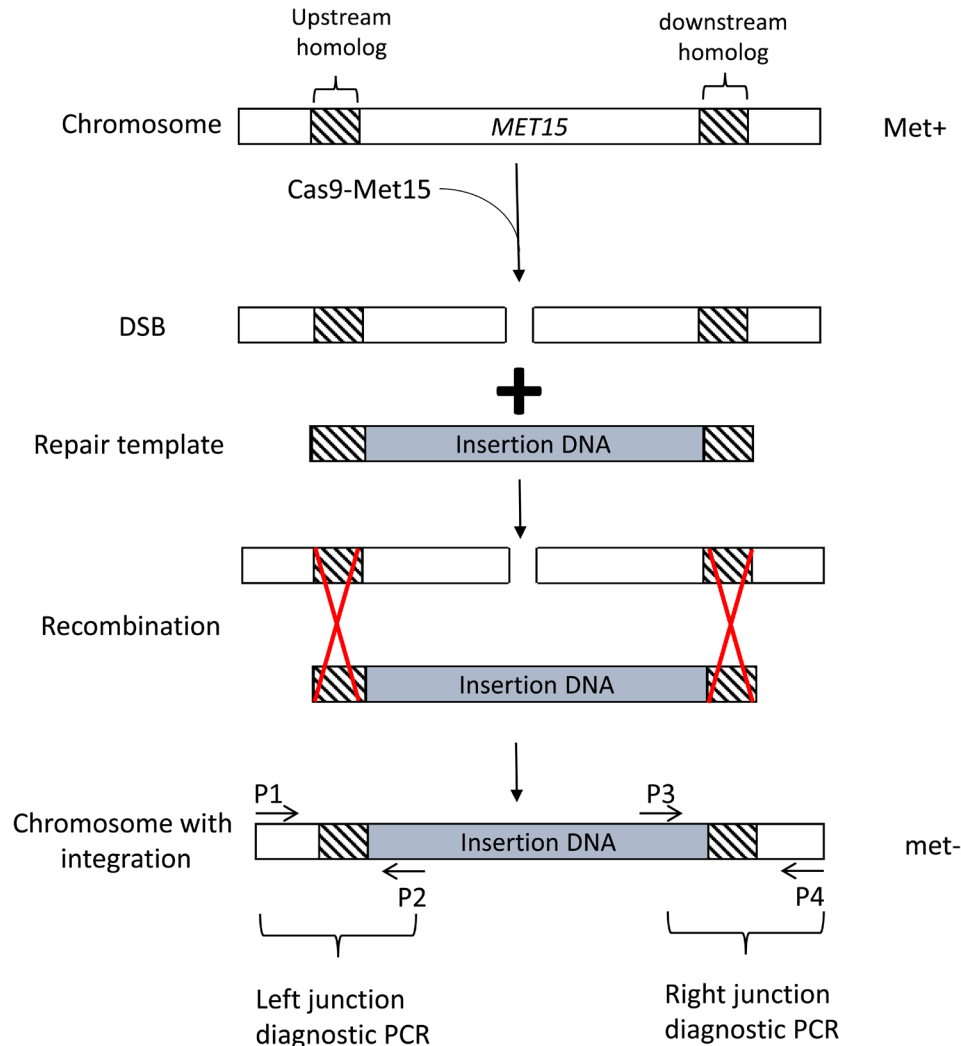 Upstream
homolog
downstream
homolog
Chromosome
MET15
Met+
Cas9-Met15
DSB
Repair template
Insertion DNA
Recombination
Insertion DNA
P1
P3
Chromosome with
integration
Insertion DNA
met-
P2
P4
Left junction
diagnostic PCR
Right junction
diagnostic PCR